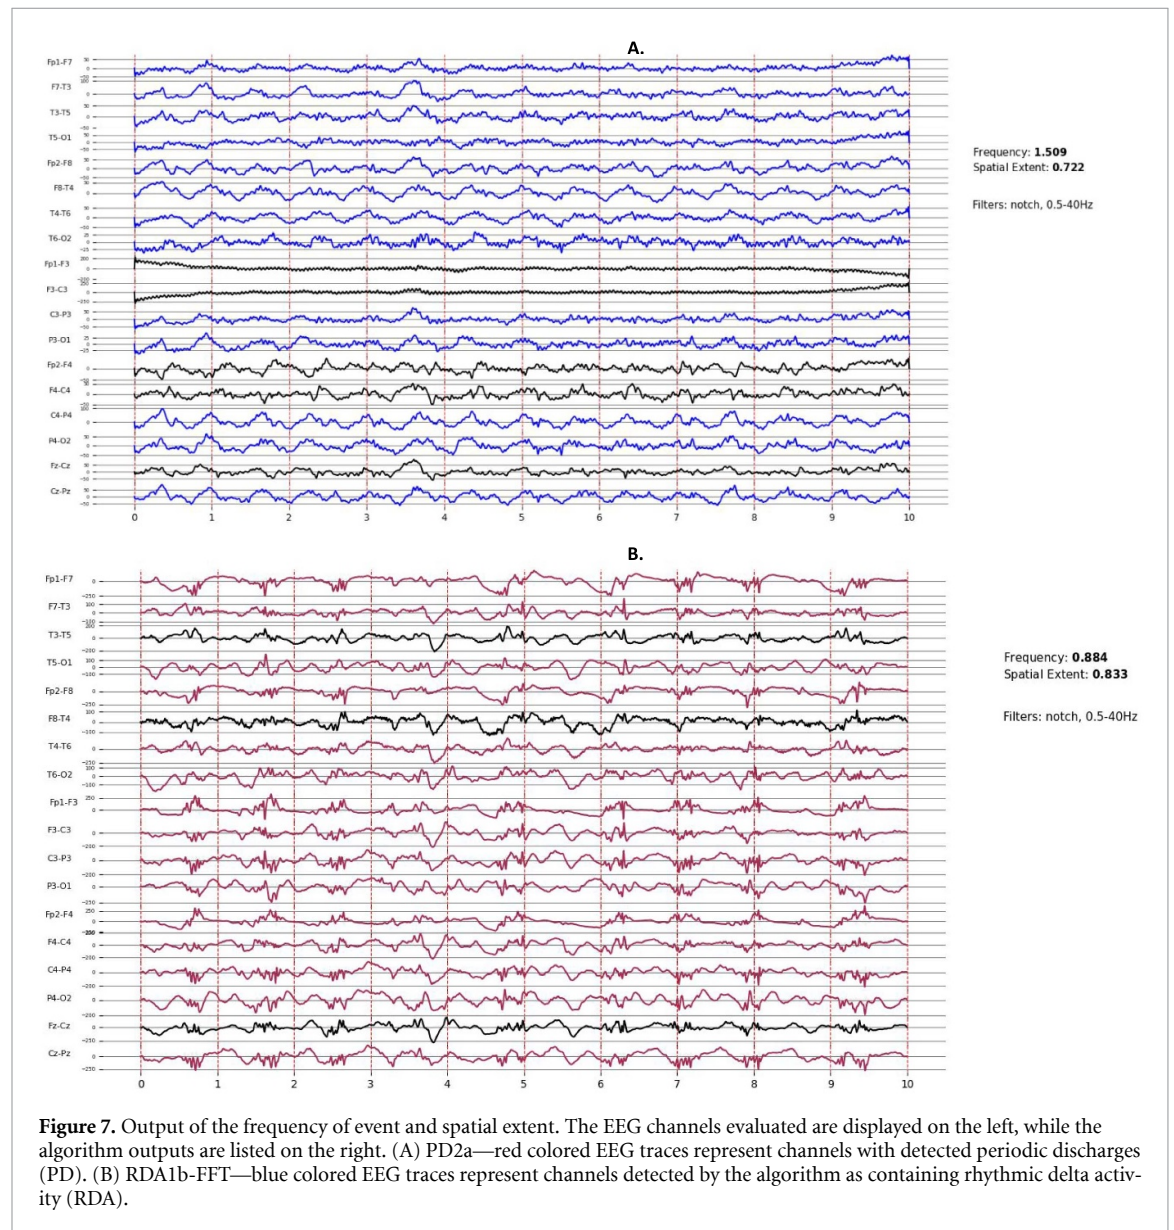 A.
Fp1-F7
F7-T3
T3-T5
T5-O1
Fp2-F8
F8-T4
T4-T6
T6-O2
Fp1-F3
F3-C3
C3-P3
P3-O1
Fp2-F4
F4-C4
C4-P4
P4-O2
Fz-Cz
Cz-Pz
0 1 2 3 4 5 6 7 8 9 10
Frequency: 1.509
Spatial Extent: 0.722
Filters: notch, 0.5-40Hz
B.
Fp1-F7
F7-T3
T3-T5
T5-O1
Fp2-F8
F8-T4
T4-T6
T6-O2
Fp1-F3
F3-C3
C3-P3
P3-O1
Fp2-F4
F4-C4
C4-P4
P4-O2
Fz-Cz
Cz-Pz
0 1 2 3 4 5 6 7 8 9 10
Frequency: 0.884
Spatial Extent: 0.833
Filters: notch, 0.5-40Hz
Figure 7. Output of the frequency of event and spatial extent. The EEG channels evaluated are displayed on the left, while the
algorithm outputs are listed on the right. (A) PD2a—red colored EEG traces represent channels with detected periodic discharges
(PD). (B) RDA1b-FFT—blue colored EEG traces represent channels detected by the algorithm as containing rhythmic delta activ-
ity (RDA).